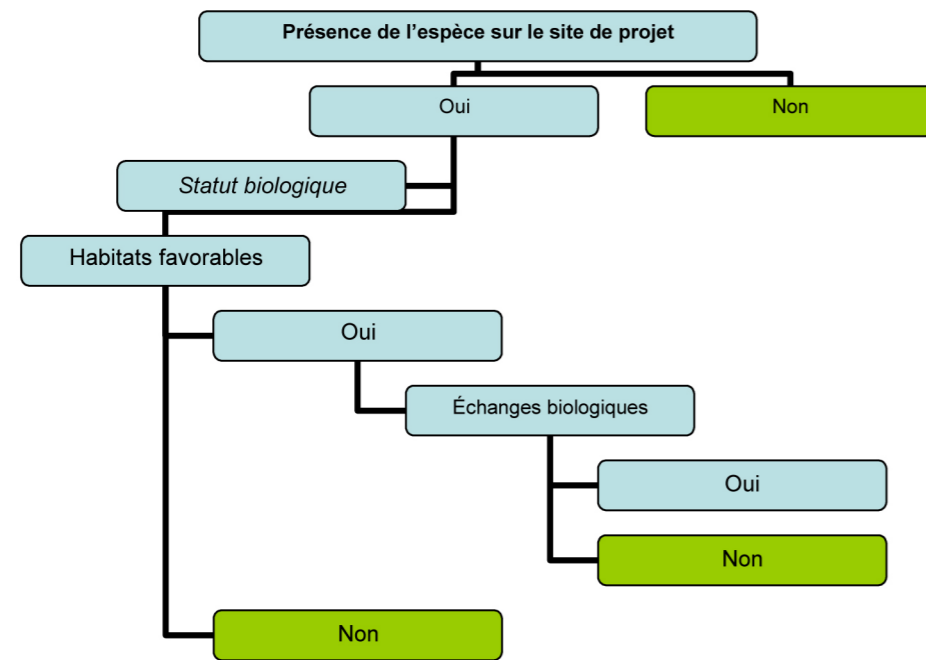 Présence de l'espèce sur le site de projet
Oui
Non
Statut biologique
Habitats favorables
Oui
Échanges biologiques
Oui
Non
Non